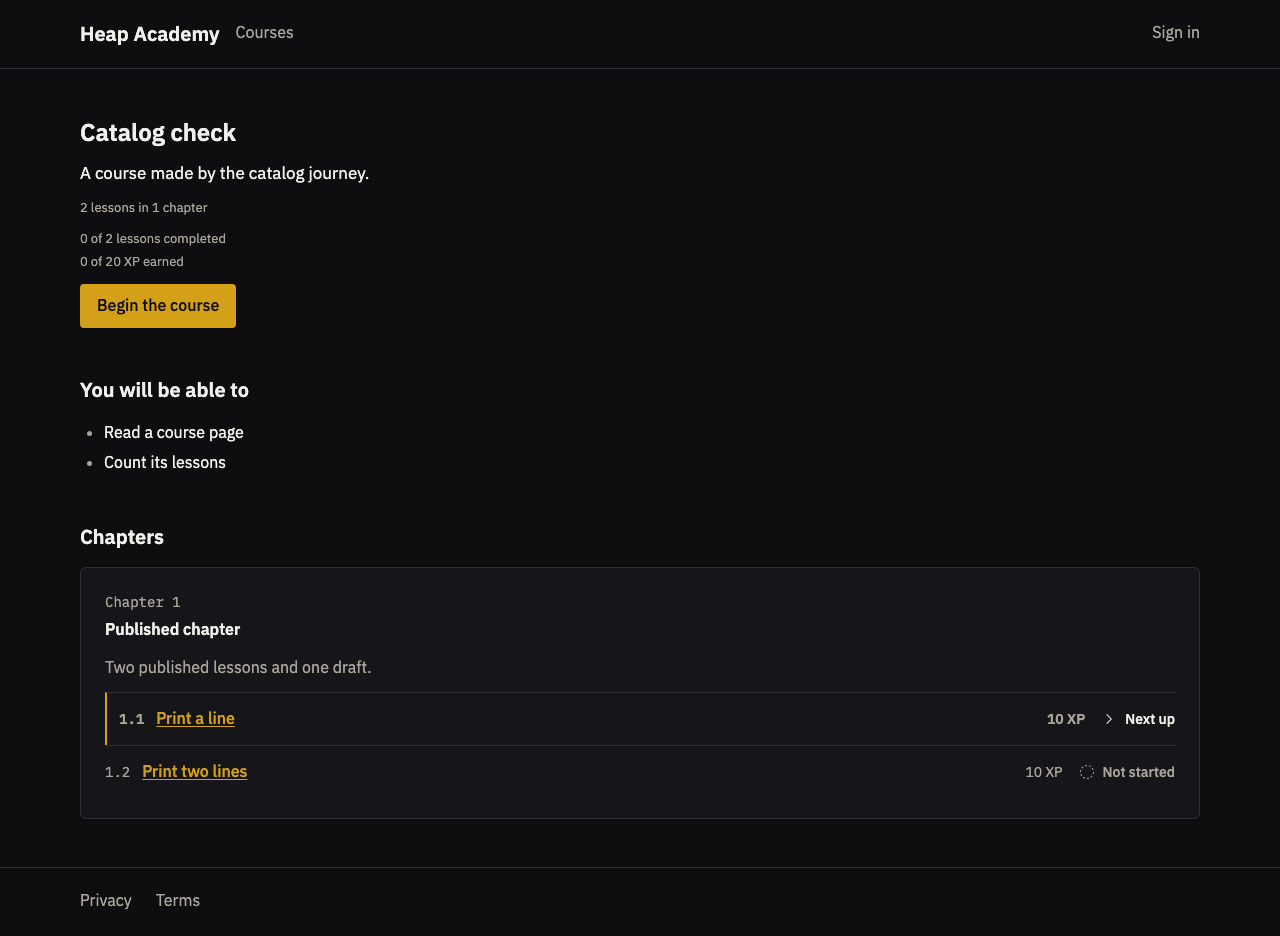 Heap Academy Courses Sign in
Catalog check
A course made by the catalog journey.
2 lessons in 1 chapter
0 of 2 lessons completed
0 of 20 XP earned
Begin the course
You will be able to
Read a course page
Count its lessons
Chapters
Chapter 1
Published chapter
Two published lessons and one draft.
1.1 Print a line 10 XP Next up
1.2 Print two lines 10 XP Not started
Privacy Terms